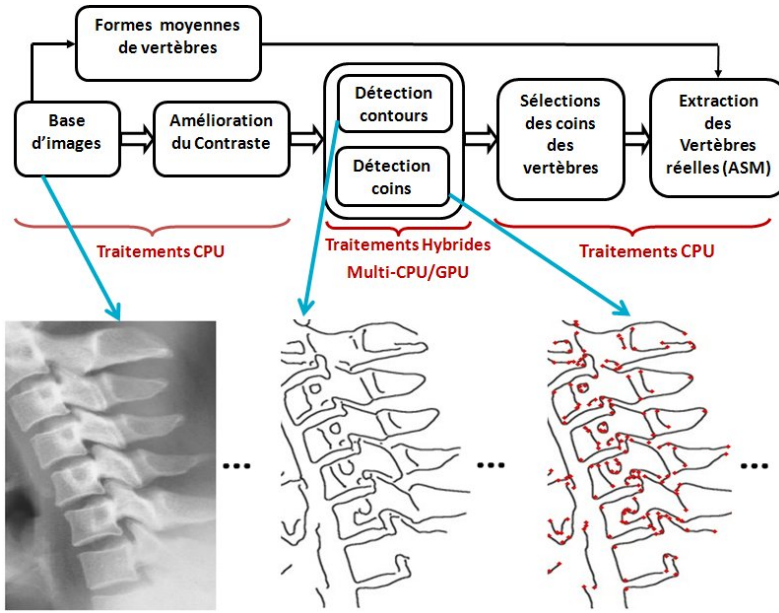 Formes moyennes
de vertèbres
Base
d'images
Amélioration
du Contraste
Détection
contours
Détection
coins
Sélections
des coins
des
vertèbres
Extraction
des
Vertèbres
réelles (ASM)
Traitements CPU
Traitements Hybrides
Multi-CPU/GPU
Traitements CPU
...
...
...